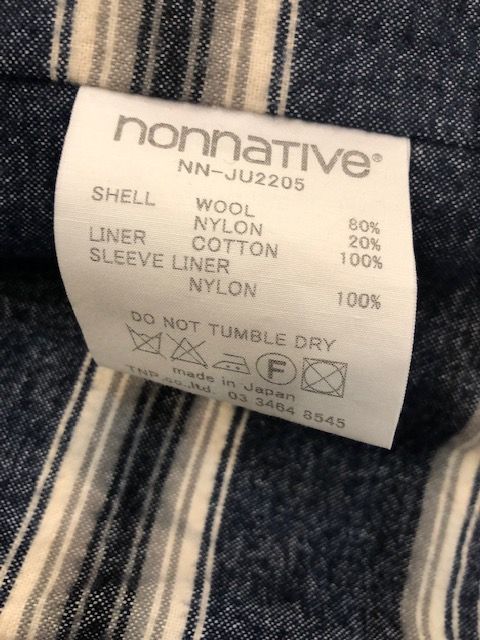 nonnative®
NN-JU2205
SHELL WOOL 80%
NYLON 20%
LINER COTTON 100%
SLEEVE LINER
NYLON 100%
DO NOT TUMBLE DRY
F
made in Japan
TNP co.,ltd. 03 3464 8545